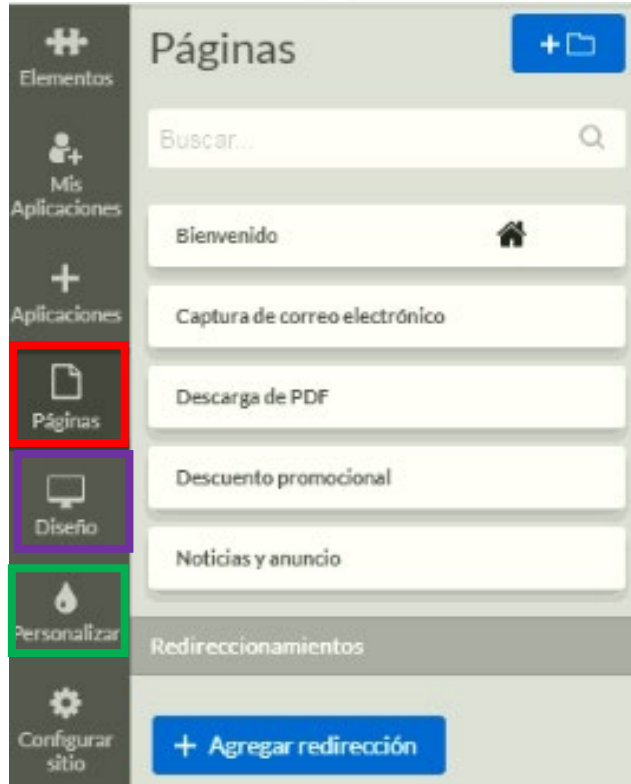 Elementos
Mis
Aplicaciones
Aplicaciones
Páginas
Diseño
Personalizar
Configurar
sitio
Páginas
Buscar...
Bienvenido
Captura de correo electrónico
Descarga de PDF
Descuento promocional
Noticias y anuncio
Redireccionamientos
+ Agregar redirección